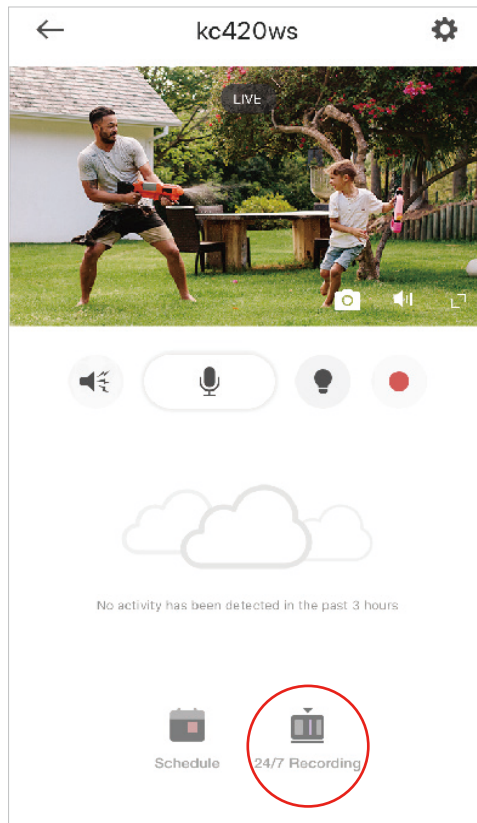 kc420ws
LIVE
No activity has been detected in the past 3 hours
Schedule
24/7 Recording